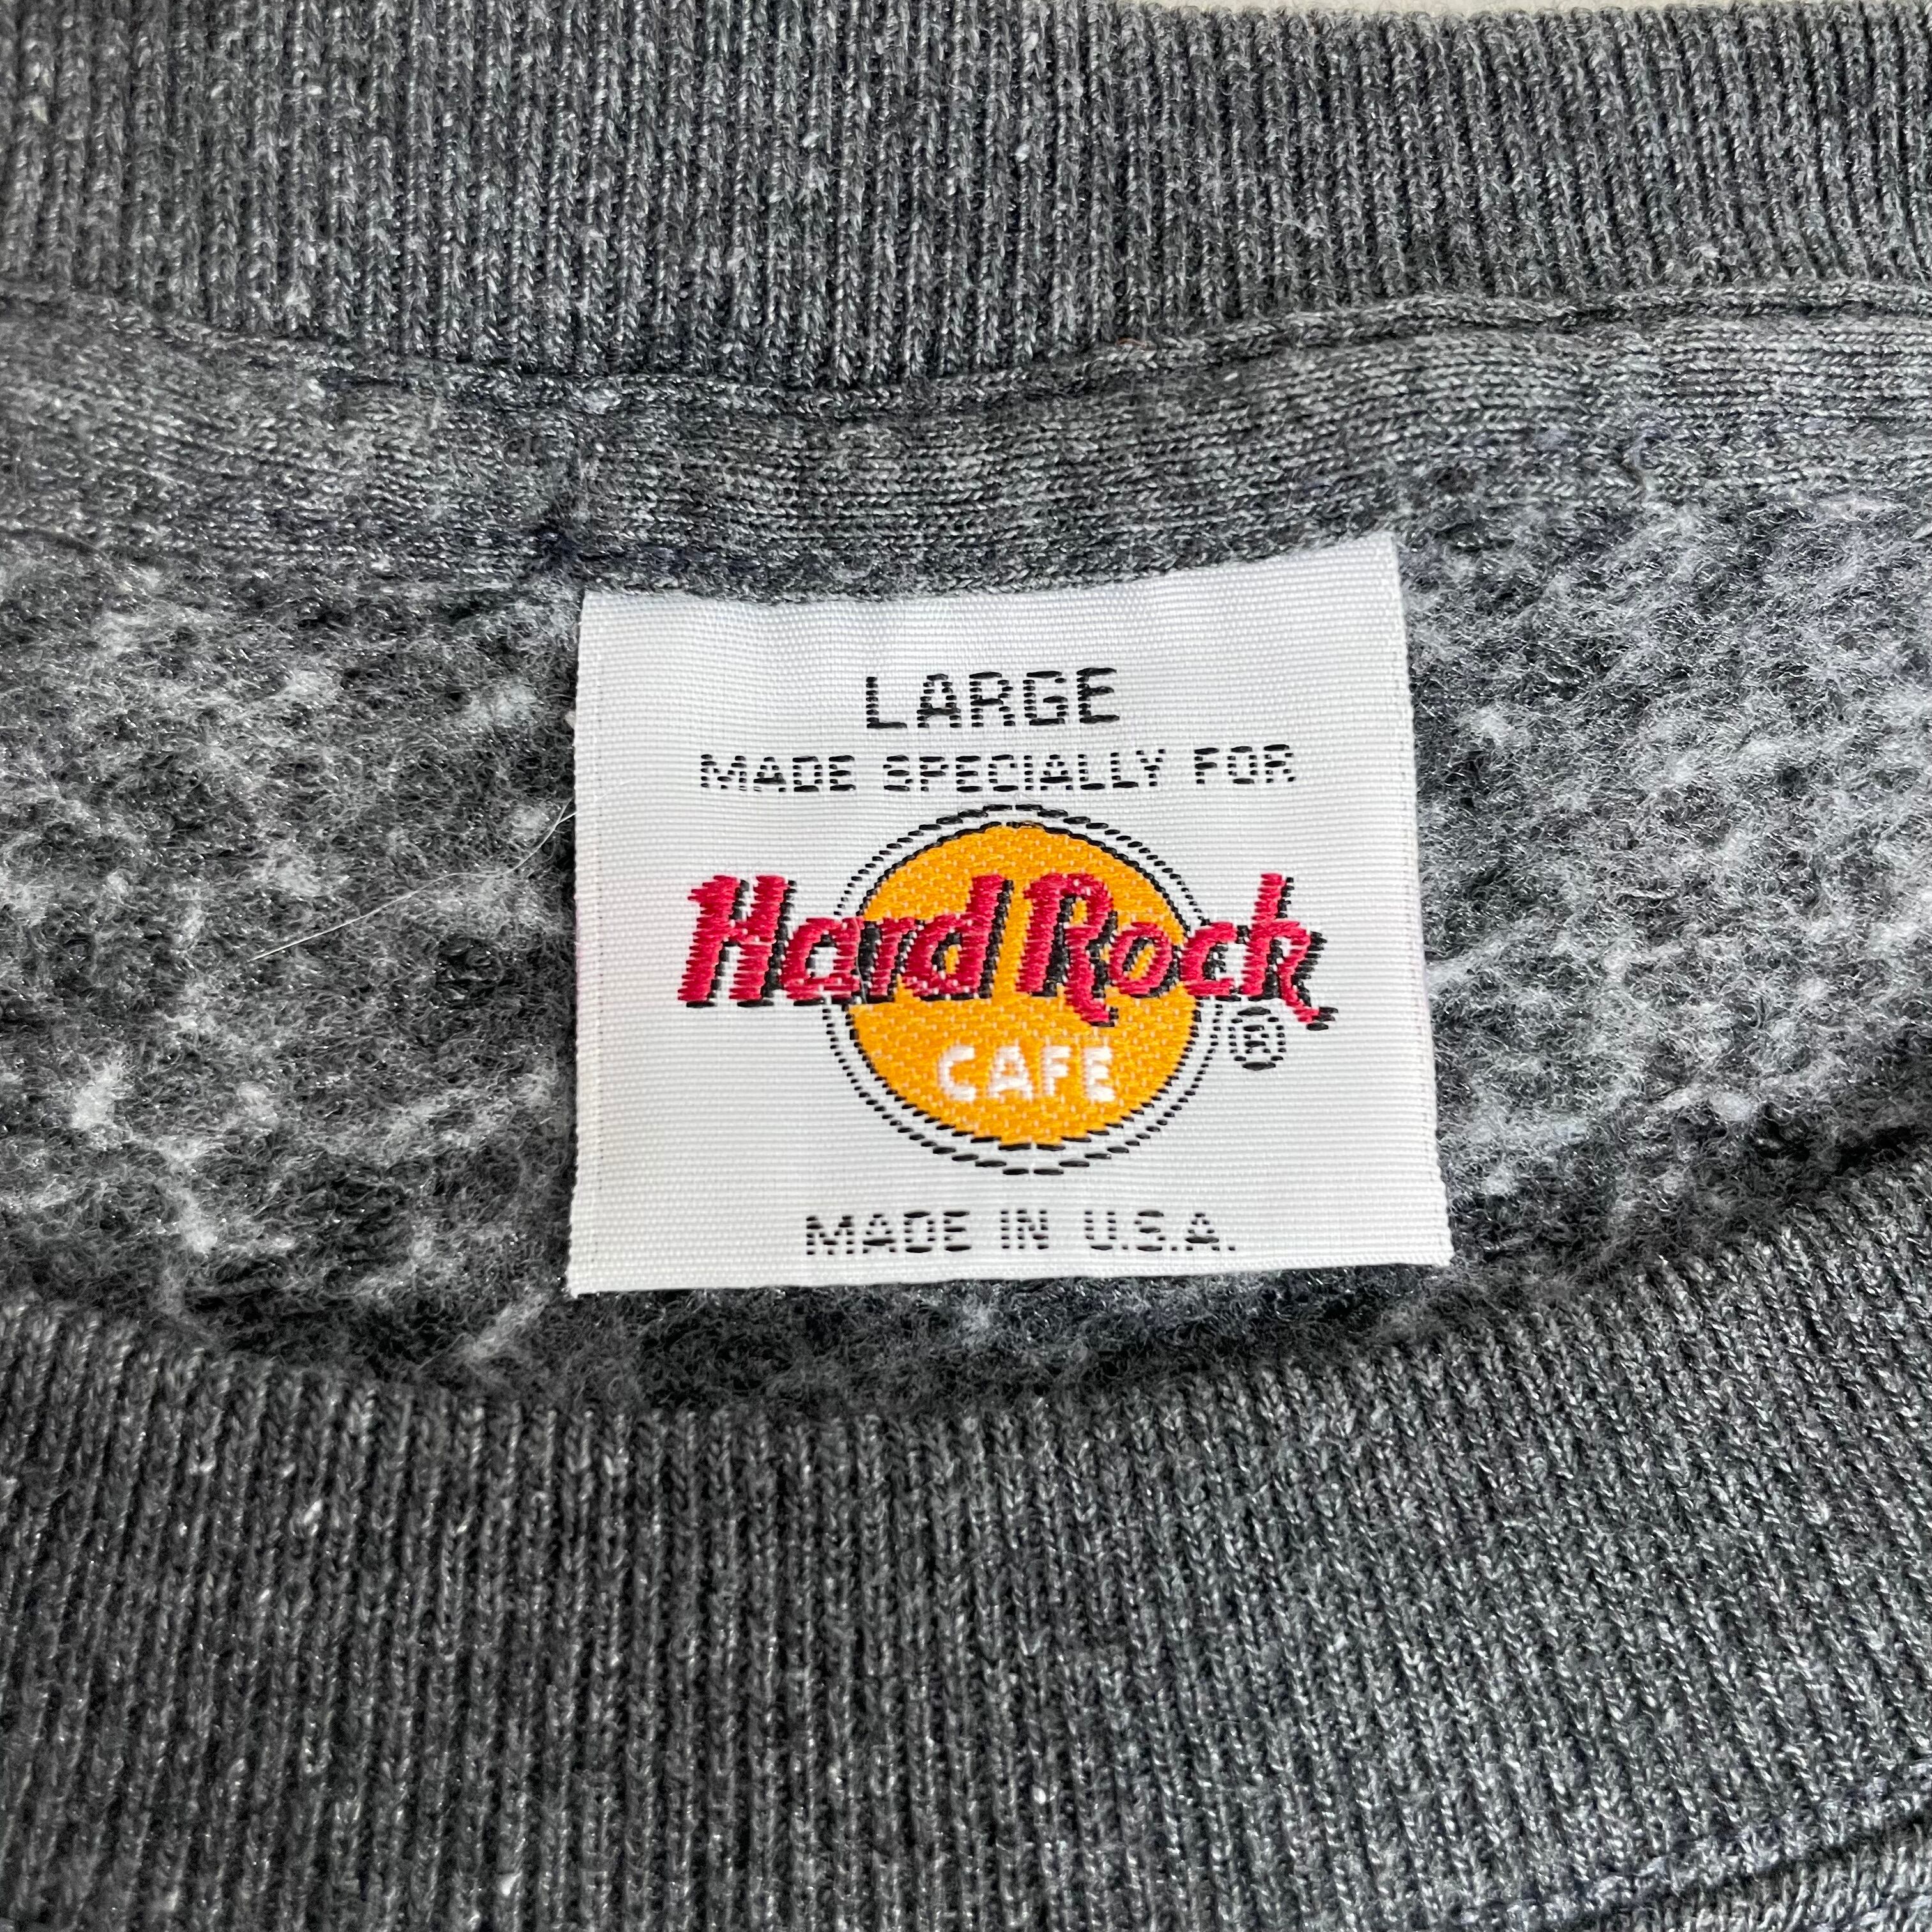 LARGE
MADE SPECIALLY FOR
Hard Rock
®
CAFE
MADE IN U.S.A.